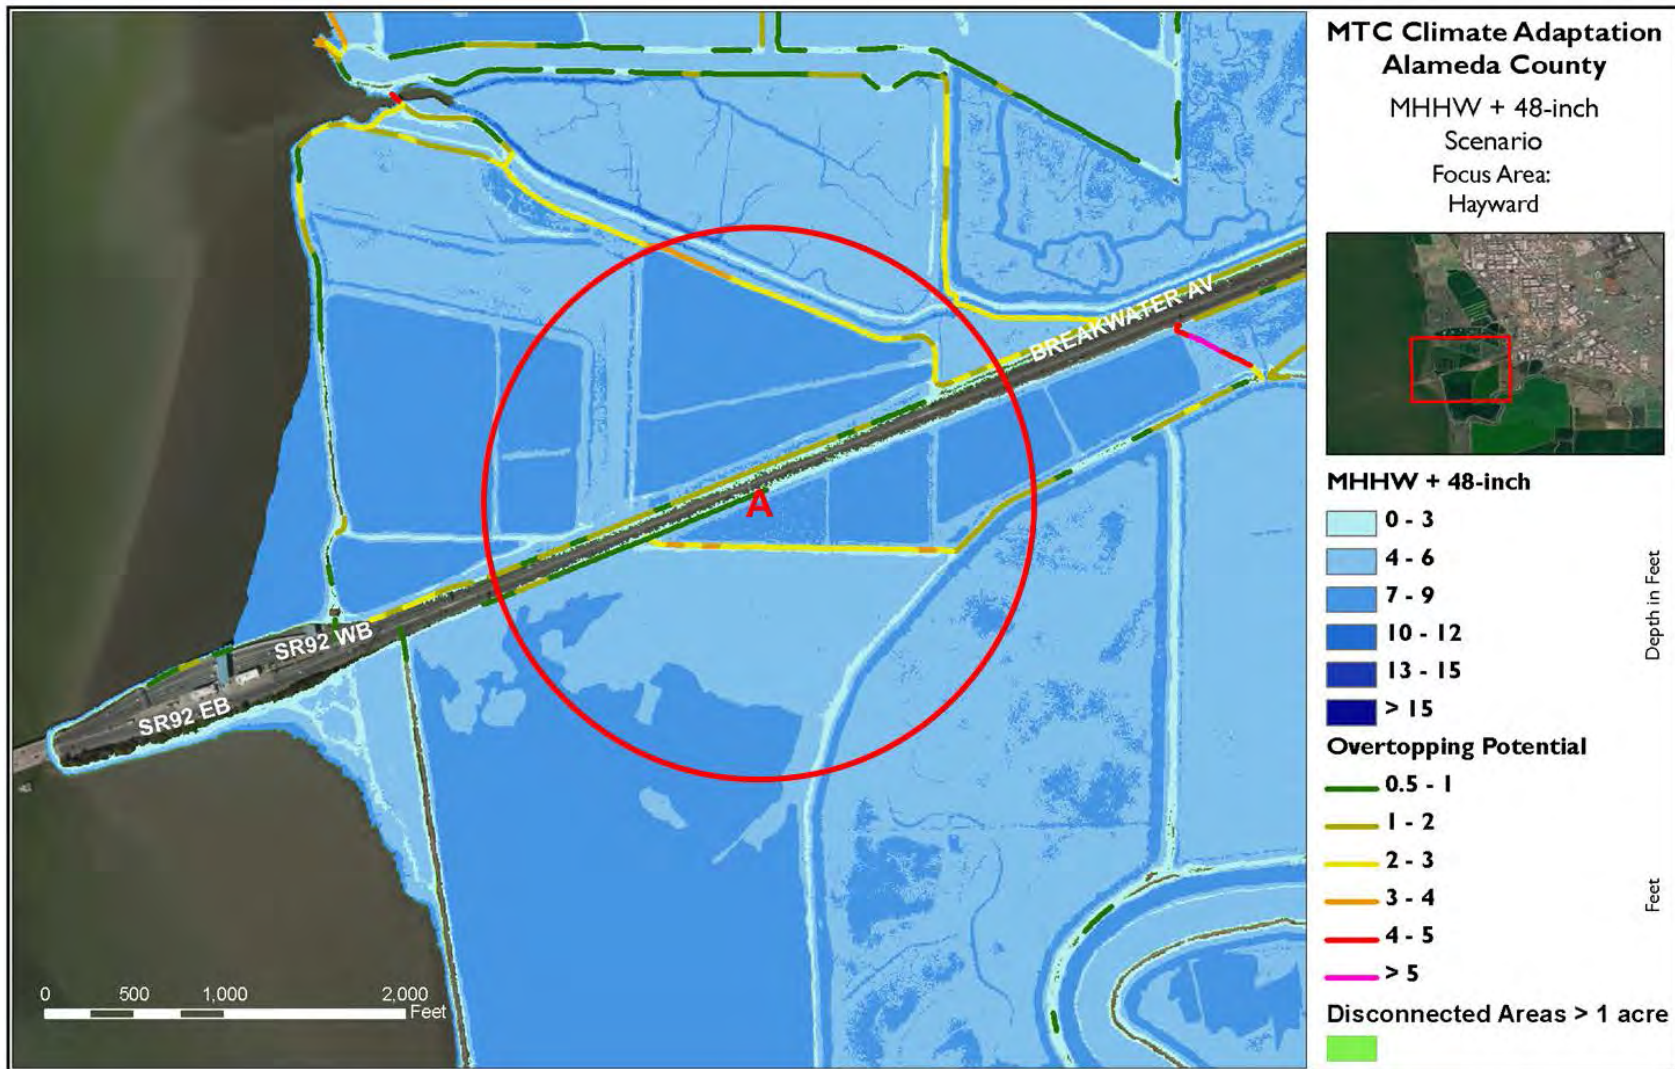 MTC Climate Adaptation
Alameda County
MHHW + 48-inch
Scenario
Focus Area:
Hayward
BREAKWATER AV
A
SR92 WB
SR92 EB
0 500 1,000 2,000
Feet
MHHW + 48-inch
0 - 3
4 - 6
7 - 9
10 - 12
13 - 15
> 15
Depth in Feet
Overtopping Potential
0.5 - 1
1 - 2
2 - 3
3 - 4
4 - 5
> 5
Feet
Disconnected Areas > 1 acre